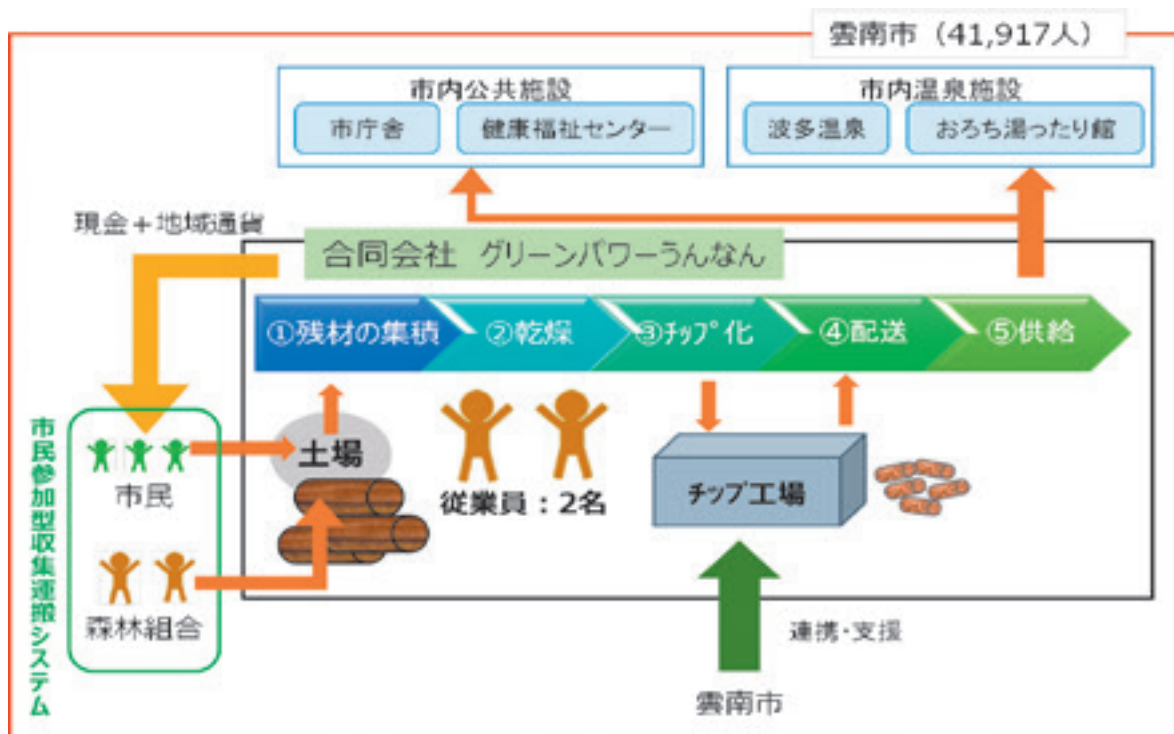 雲南市（41,917人）
市内公共施設
市庁舎
健康福祉センター
市内温泉施設
波多温泉
おろち湯ったり館
現金＋地域通貨
合同会社　グリーンパワーうんなん
①残材の集積
②乾燥
③ﾁｯﾌﾟ化
④配送
⑤供給
市民参加型収集運搬システム
市民
森林組合
土場
従業員：2名
チップ工場
連携・支援
雲南市